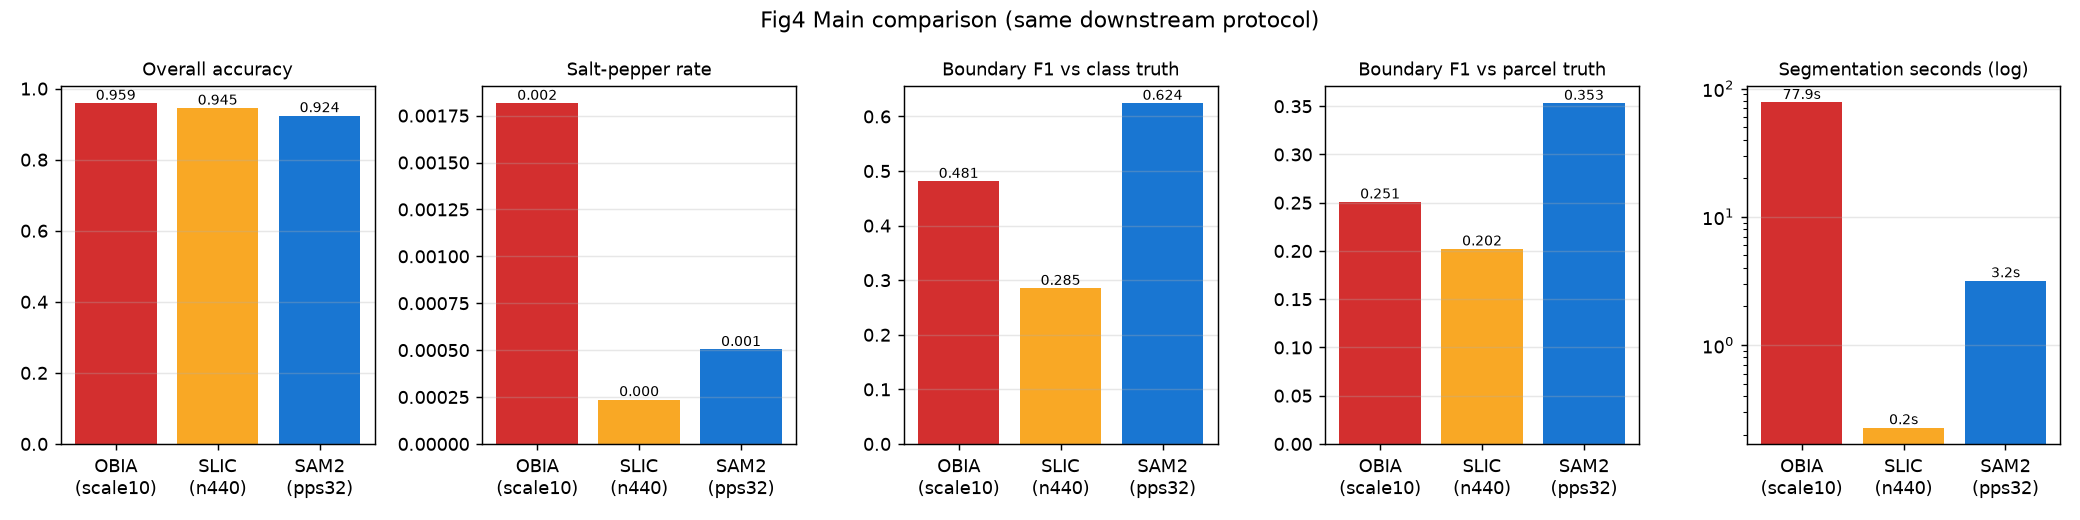 Fig4 Main comparison (same downstream protocol)
Overall accuracy
1.0
0.8
0.6
0.4
0.2
0.0
0.959
0.945
0.924
OBIA
(scale10)
SLIC
(n440)
SAM2
(pps32)
Salt-pepper rate
0.00175
0.00150
0.00125
0.00100
0.00075
0.00050
0.00025
0.00000
0.002
0.000
0.001
OBIA
(scale10)
SLIC
(n440)
SAM2
(pps32)
Boundary F1 vs class truth
0.6
0.5
0.4
0.3
0.2
0.1
0.0
0.481
0.285
0.624
OBIA
(scale10)
SLIC
(n440)
SAM2
(pps32)
Boundary F1 vs parcel truth
0.35
0.30
0.25
0.20
0.15
0.10
0.05
0.00
0.251
0.202
0.353
OBIA
(scale10)
SLIC
(n440)
SAM2
(pps32)
Segmentation seconds (log)
10²
10¹
10⁰
77.9s
0.2s
3.2s
OBIA
(scale10)
SLIC
(n440)
SAM2
(pps32)